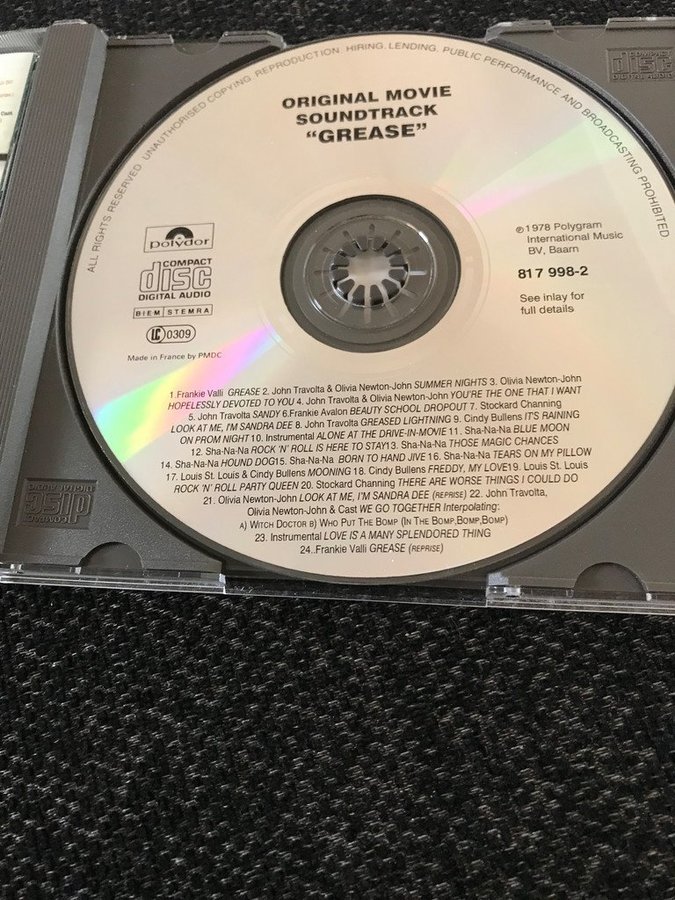 ALL RIGHTS RESERVED UNAUTHORISED COPYING REPRODUCTION, HIRING, LENDING, PUBLIC PERFORMANCE AND BROADCASTING PROHIBITED
ORIGINAL MOVIE
SOUNDTRACK
"GREASE"
polydor
COMPACT
disc
DIGITAL AUDIO
BIEM STEMRA
LC 0309
Made in France by PMDC
℗ 1978 Polygram
International Music
BV, Baarn
817 998-2
See inlay for
full details
1.Frankie Valli GREASE 2. John Travolta & Olivia Newton-John SUMMER NIGHTS 3. Olivia Newton-John
HOPELESSLY DEVOTED TO YOU 4. John Travolta & Olivia Newton-John YOU'RE THE ONE THAT I WANT
5. John Travolta SANDY 6.Frankie Avalon BEAUTY SCHOOL DROPOUT 7. Stockard Channing
LOOK AT ME, I'M SANDRA DEE 8. John Travolta GREASED LIGHTNING 9. Cindy Bullens IT'S RAINING
ON PROM NIGHT 10. Instrumental ALONE AT THE DRIVE-IN-MOVIE 11. Sha-Na-Na BLUE MOON
12. Sha-Na-Na ROCK 'N' ROLL IS HERE TO STAY13. Sha-Na-Na THOSE MAGIC CHANCES
14. Sha-Na-Na HOUND DOG15. Sha-Na-Na BORN TO HAND JIVE 16. Sha-Na-Na TEARS ON MY PILLOW
17. Louis St. Louis & Cindy Bullens MOONING 18. Cindy Bullens FREDDY, MY LOVE19. Louis St. Louis
ROCK 'N' ROLL PARTY QUEEN 20. Stockard Channing THERE ARE WORSE THINGS I COULD DO
21. Olivia Newton-John LOOK AT ME, I'M SANDRA DEE (REPRISE) 22. John Travolta,
Olivia Newton-John & Cast WE GO TOGETHER Interpolating:
A) WITCH DOCTOR B) WHO PUT THE BOMP (IN THE BOMP,BOMP,BOMP)
23. Instrumental LOVE IS A MANY SPLENDORED THING
24..Frankie Valli GREASE (REPRISE)
COMPACT
disc
DIGITAL AUDIO
COMPACT
disc
DIGITAL AUDIO